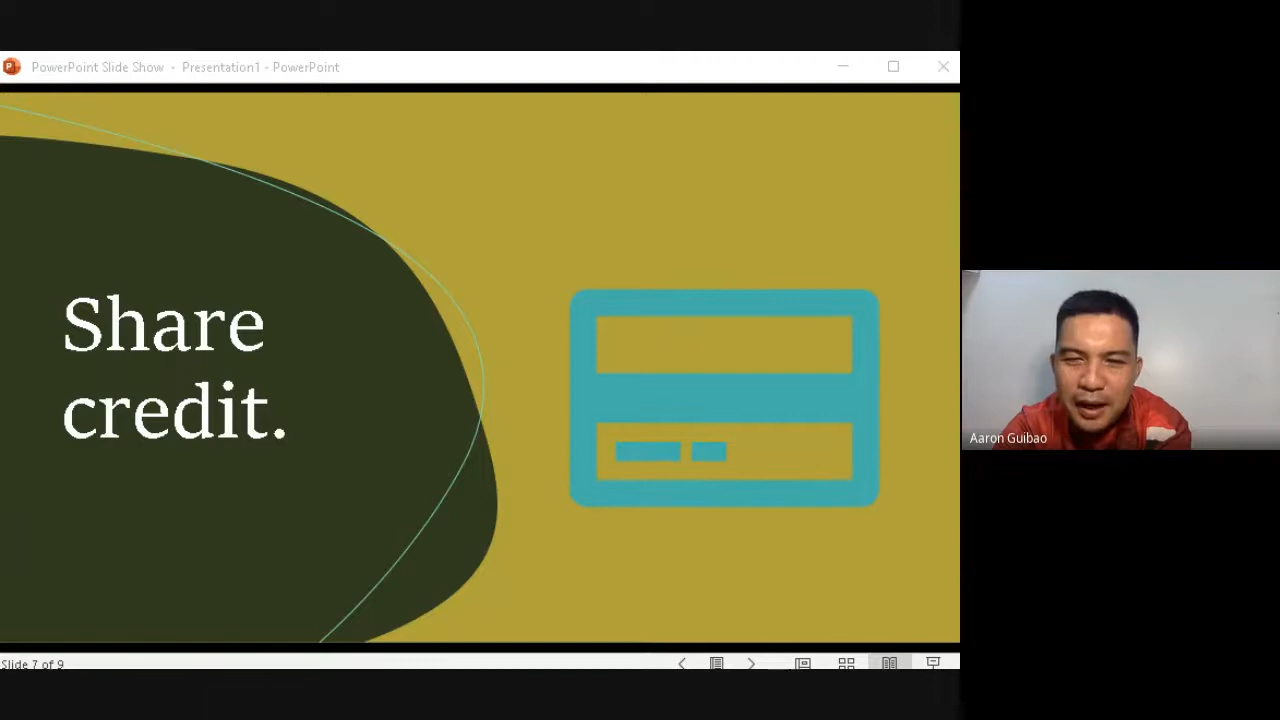 PowerPoint Slide Show - Presentation1 - PowerPoint
Share
credit.
Aaron Guibao
Slide 7 of 9